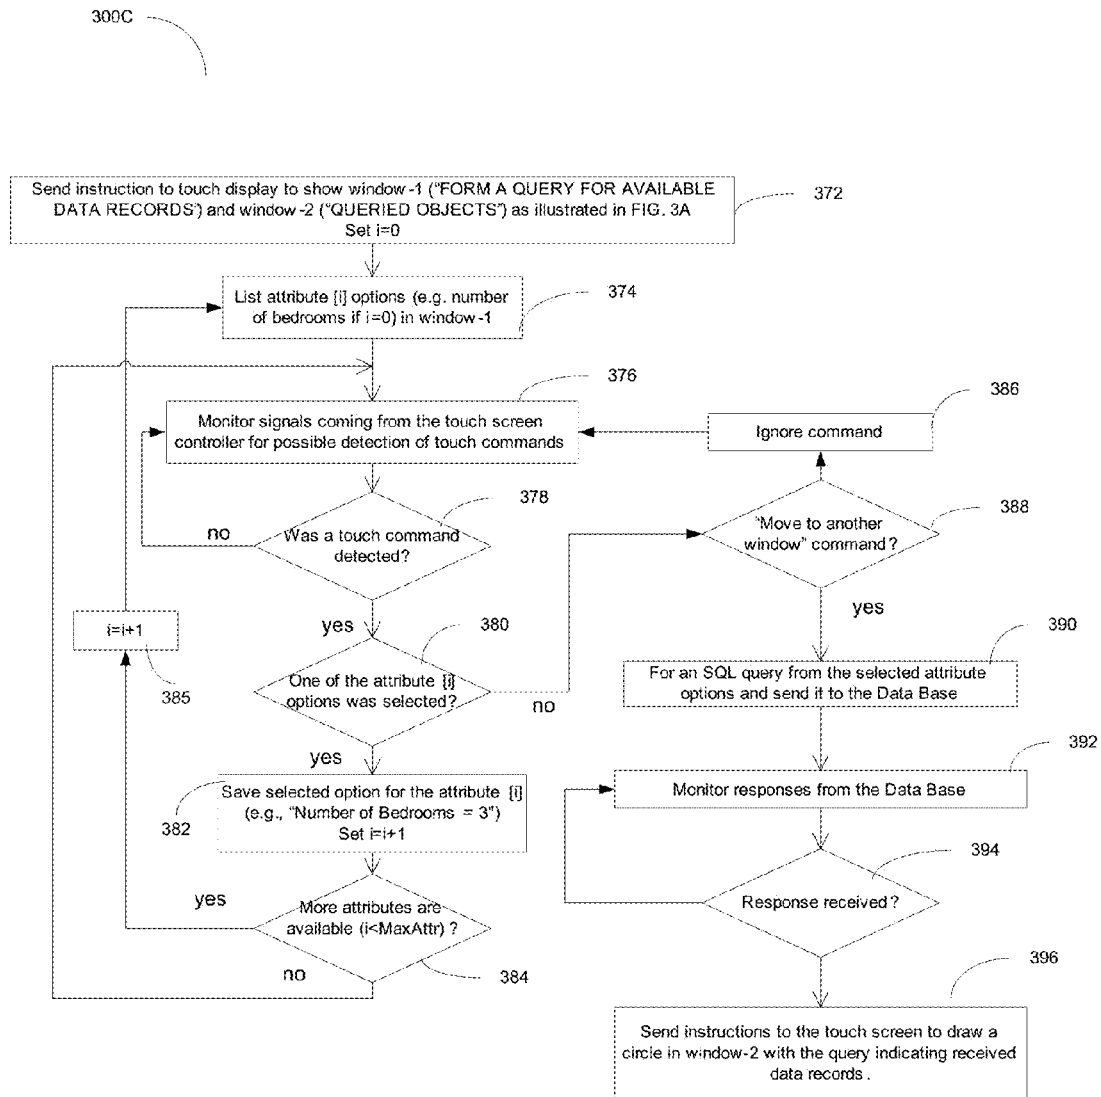 300C
Send instruction to touch display to show window-1 ("FORM A QUERY FOR AVAILABLE
DATA RECORDS") and window-2 ("QUERIED OBJECTS") as illustrated in FIG. 3A
Set i=0
372
List attribute [i] options (e.g. number
of bedrooms if i=0) in window-1
374
376
Monitor signals coming from the touch screen
controller for possible detection of touch commands
386
Ignore command
378
Was a touch command
detected?
no
yes
388
"Move to another
window" command?
yes
i=i+1
385
380
One of the attribute [i]
options was selected?
no
yes
390
For an SQL query from the selected attribute
options and send it to the Data Base
382
Save selected option for the attribute [i]
(e.g., "Number of Bedrooms = 3")
Set i=i+1
392
Monitor responses from the Data Base
394
Response received?
yes
More attributes are
available (i<MaxAttr) ?
no
384
396
Send instructions to the touch screen to draw a
circle in window-2 with the query indicating received
data records.